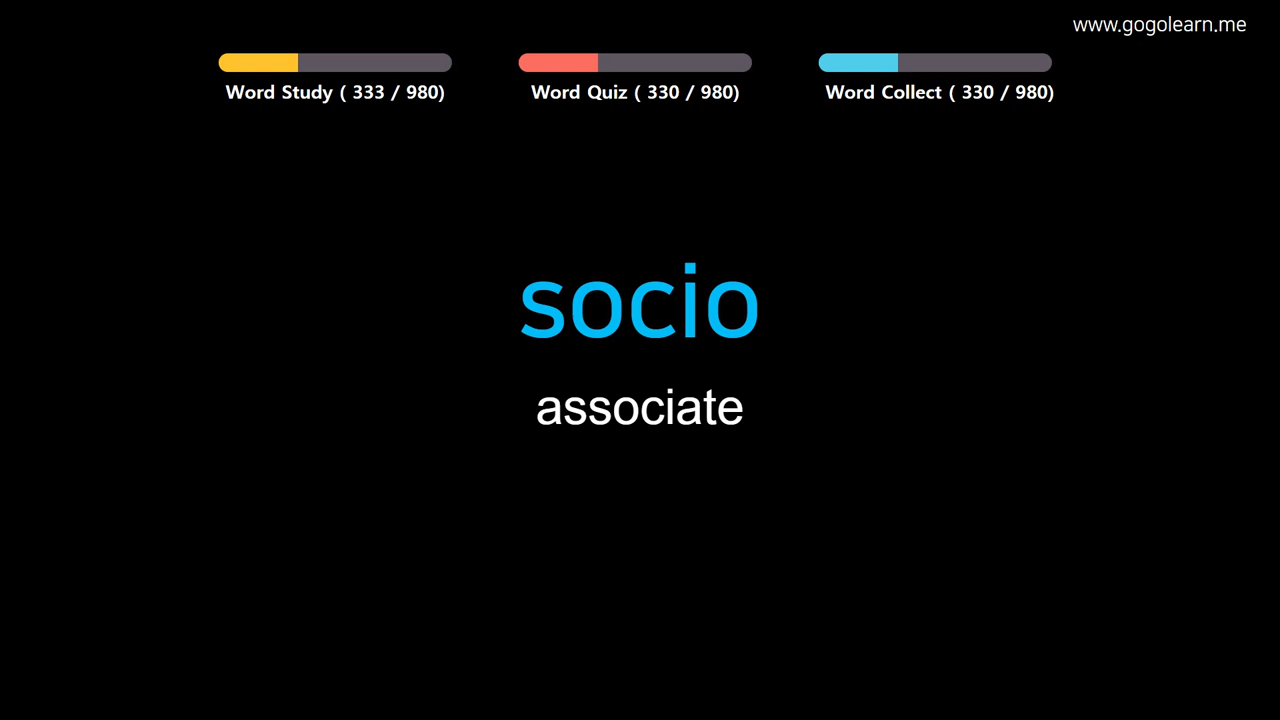 www.gogolearn.me
Word Study ( 333 / 980)
Word Quiz ( 330 / 980)
Word Collect ( 330 / 980)
socio
associate